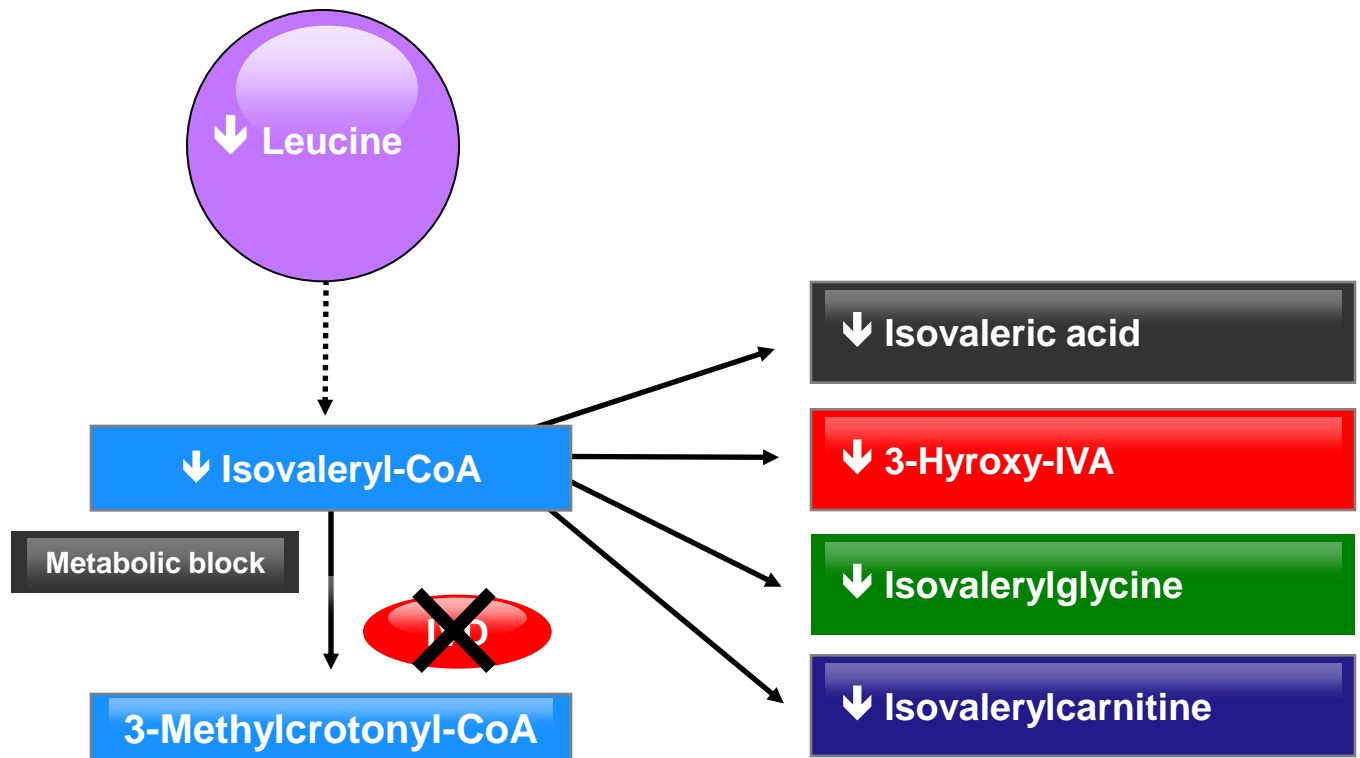 ↓ Leucine
↓ Isovaleric acid
↓ Isovaleryl-CoA
↓ 3-Hyroxy-IVA
Metabolic block
↓ Isovalerylglycine
↓ Isovalerylcarnitine
3-Methylcrotonyl-CoA